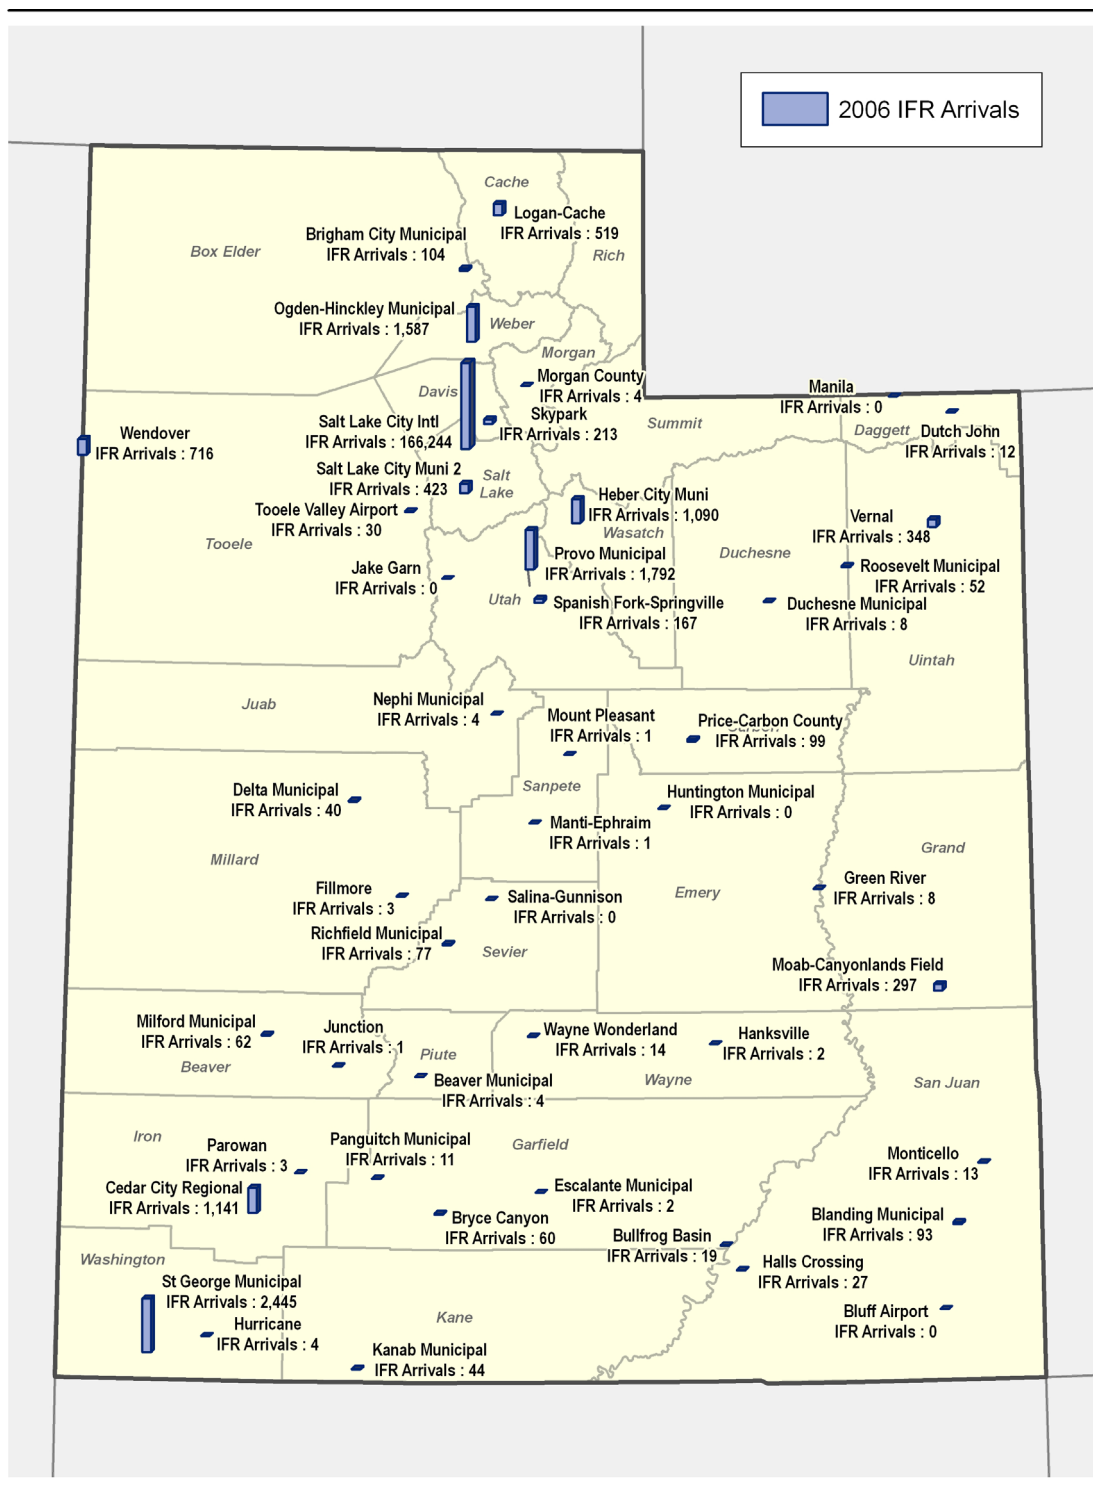 2006 IFR Arrivals
Cache
Logan-Cache
IFR Arrivals : 519
Brigham City Municipal
IFR Arrivals : 104
Box Elder
Rich
Ogden-Hinckley Municipal
IFR Arrivals : 1,587
Weber
Morgan
Morgan County
IFR Arrivals : 4
Davis
Manila
IFR Arrivals : 0
Skypark
IFR Arrivals : 213
Salt Lake City Intl
IFR Arrivals : 166,244
Summit
Daggett
Dutch John
IFR Arrivals : 12
Wendover
IFR Arrivals : 716
Salt Lake City Muni 2
IFR Arrivals : 423
Salt
Lake
Tooele Valley Airport
IFR Arrivals : 30
Heber City Muni
IFR Arrivals : 1,090
Wasatch
Vernal
IFR Arrivals : 348
Tooele
Duchesne
Provo Municipal
IFR Arrivals : 1,792
Jake Garn
IFR Arrivals : 0
Roosevelt Municipal
IFR Arrivals : 52
Utah
Spanish Fork-Springville
IFR Arrivals : 167
Duchesne Municipal
IFR Arrivals : 8
Uintah
Juab
Nephi Municipal
IFR Arrivals : 4
Mount Pleasant
IFR Arrivals : 1
Price-Carbon County
IFR Arrivals : 99
Sanpete
Delta Municipal
IFR Arrivals : 40
Huntington Municipal
IFR Arrivals : 0
Manti-Ephraim
IFR Arrivals : 1
Millard
Grand
Fillmore
IFR Arrivals : 3
Salina-Gunnison
IFR Arrivals : 0
Emery
Green River
IFR Arrivals : 8
Richfield Municipal
IFR Arrivals : 77
Sevier
Moab-Canyonlands Field
IFR Arrivals : 297
Milford Municipal
IFR Arrivals : 62
Junction
IFR Arrivals : 1
Wayne Wonderland
IFR Arrivals : 14
Hanksville
IFR Arrivals : 2
Beaver
Piute
Beaver Municipal
IFR Arrivals : 4
Wayne
San Juan
Iron
Parowan
IFR Arrivals : 3
Panguitch Municipal
IFR Arrivals : 11
Garfield
Monticello
IFR Arrivals : 13
Cedar City Regional
IFR Arrivals : 1,141
Escalante Municipal
IFR Arrivals : 2
Bryce Canyon
IFR Arrivals : 60
Blanding Municipal
IFR Arrivals : 93
Bullfrog Basin
IFR Arrivals : 19
Washington
Halls Crossing
IFR Arrivals : 27
St George Municipal
IFR Arrivals : 2,445
Hurricane
IFR Arrivals : 4
Kane
Bluff Airport
IFR Arrivals : 0
Kanab Municipal
IFR Arrivals : 44